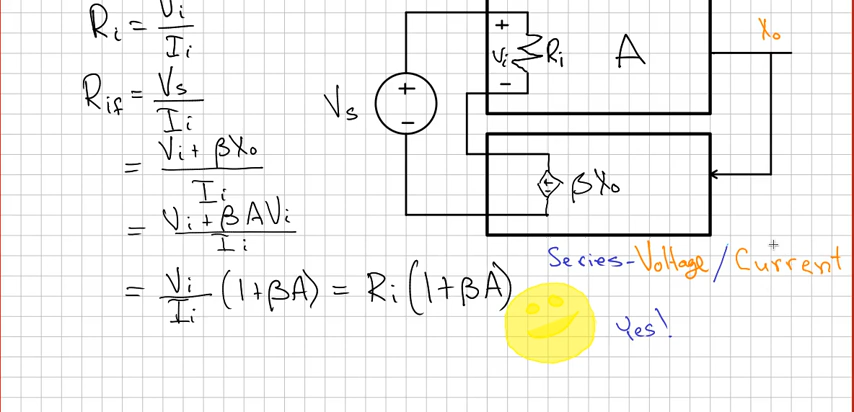 Ri = Vi / Ii
Rif = Vs / Ii
= Vi + βXo / Ii
= Vi + βAVi / Ii
= Vi / Ii (1+βA) = Ri (1+βA)
Vs
+
−
+
Vi
−
Ri
A
Xo
+
−
βXo
Series-Voltage/Current
Yes!